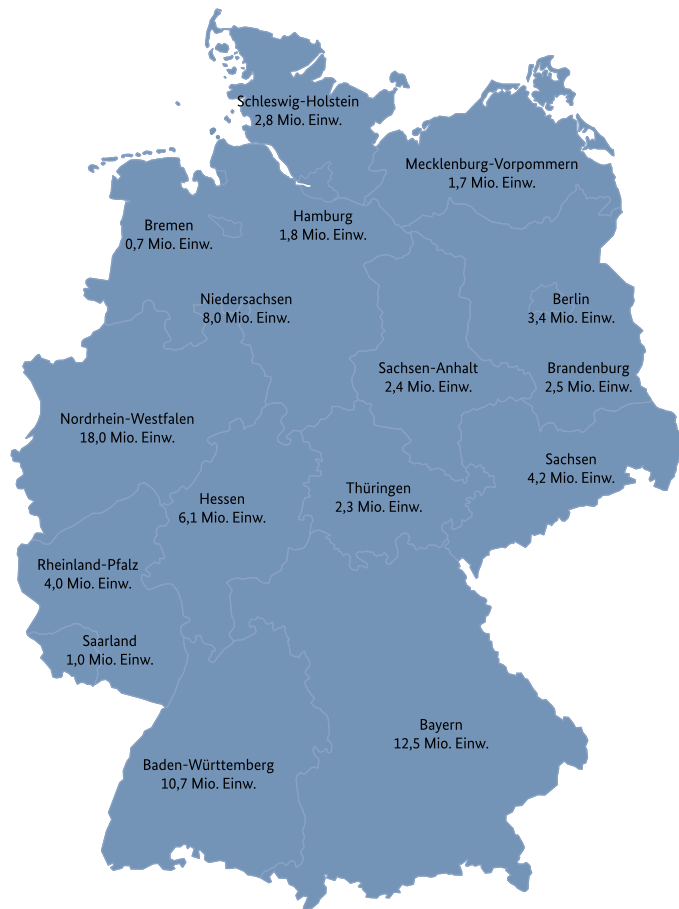 Schleswig-Holstein
2,8 Mio. Einw.
Mecklenburg-Vorpommern
1,7 Mio. Einw.
Hamburg
1,8 Mio. Einw.
Bremen
0,7 Mio. Einw.
Niedersachsen
8,0 Mio. Einw.
Berlin
3,4 Mio. Einw.
Sachsen-Anhalt
2,4 Mio. Einw.
Brandenburg
2,5 Mio. Einw.
Nordrhein-Westfalen
18,0 Mio. Einw.
Sachsen
4,2 Mio. Einw.
Hessen
6,1 Mio. Einw.
Thüringen
2,3 Mio. Einw.
Rheinland-Pfalz
4,0 Mio. Einw.
Saarland
1,0 Mio. Einw.
Bayern
12,5 Mio. Einw.
Baden-Württemberg
10,7 Mio. Einw.